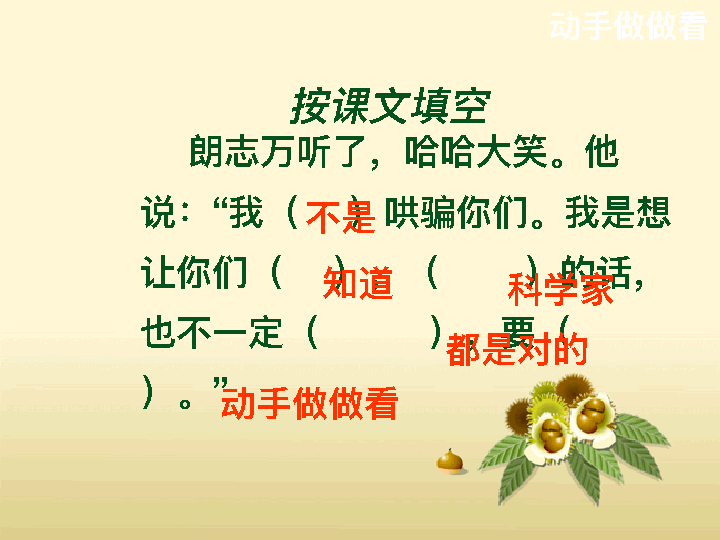 动手做做看
按课文填空
朗志万听了，哈哈大笑。他
说：“我（不是）哄骗你们。我是想
让你们（知道），（科学家）的话，
也不一定（都是对的），要（
动手做做看）。”